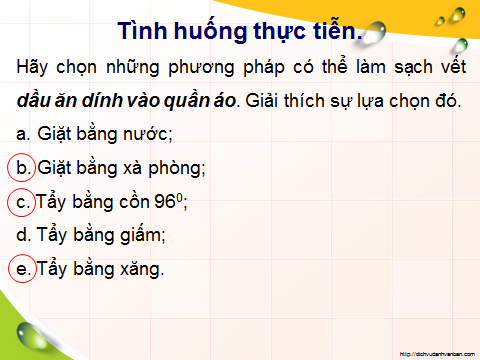 Tình huống thực tiễn.
Hãy chọn những phương pháp có thể làm sạch vết
dầu ăn dính vào quần áo. Giải thích sự lựa chọn đó.
a. Giặt bằng nước;
b. Giặt bằng xà phòng;
c. Tẩy bằng cồn 96⁰;
d. Tẩy bằng giấm;
e. Tẩy bằng xăng.
http://dichvudanhvanban.com